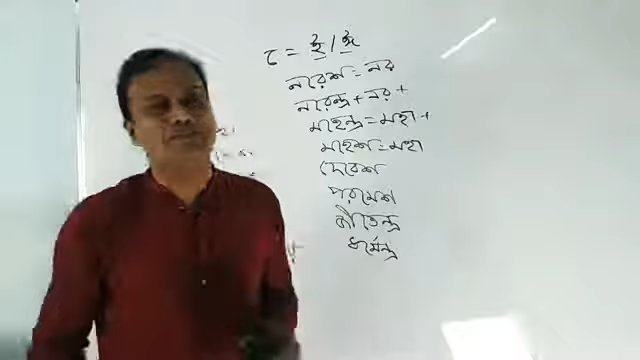 ে = ই / ঈ
নরেশ = নর
নরেন্দ্র + নর +
মহেন্দ্র = মহা +
মহেশ = মহা
দেবেশ
পরমেশ
জীতেন্দ্র
ধর্মেন্দ্র